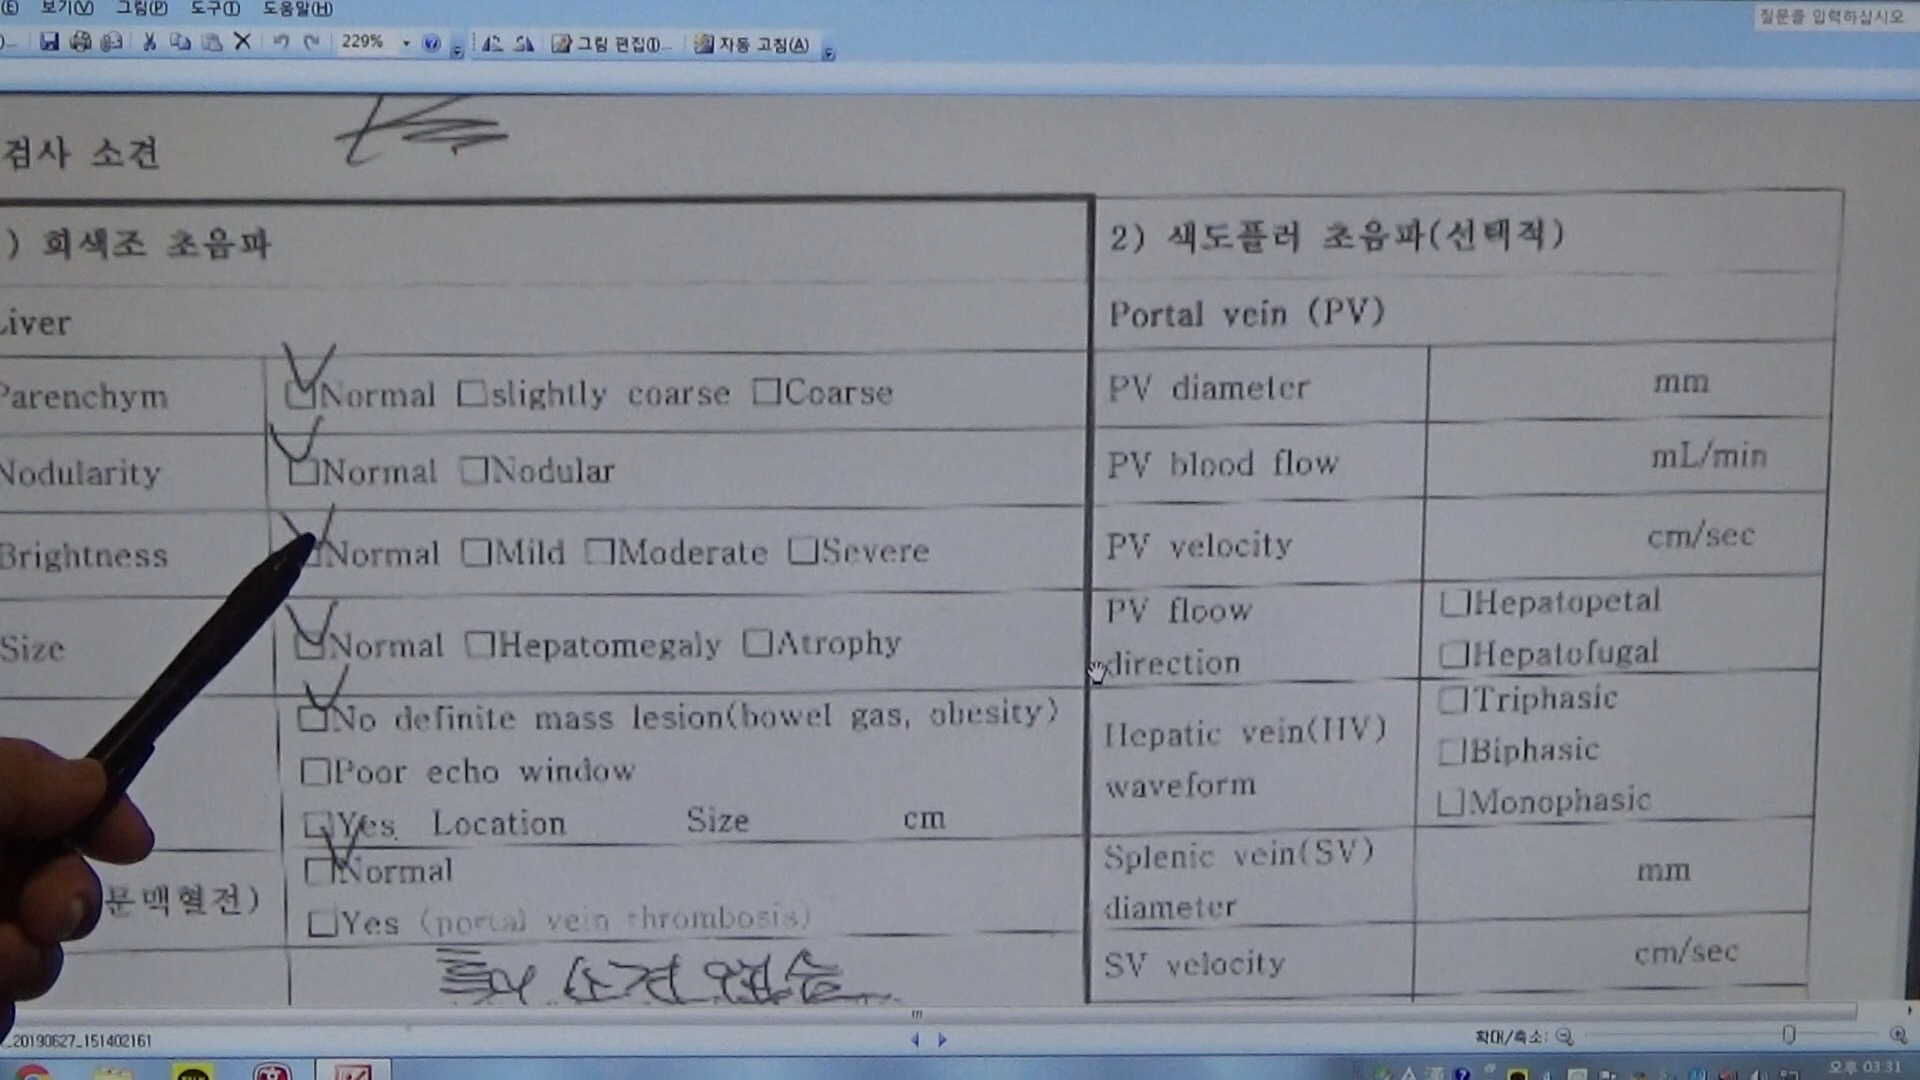 보기(V) 그림(P) 도구(T) 도움말(H)
질문을 입력하십시오.
229% 그림 편집(I)... 자동 고침(A)
검사 소견
) 회색조 초음파
2) 색도플러 초음파(선택적)
Liver
Portal vein (PV)
Parenchym
Normal slightly coarse Coarse
PV diameter mm
Nodularity
Normal Nodular
PV blood flow mL/min
Brightness
Normal Mild Moderate Severe
PV velocity cm/sec
Size
Normal Hepatomegaly Atrophy
PV floow
direction
Hepatopetal
Hepatofugal
No definite mass lesion(bowel gas, obesity)
Poor echo window
Yes. Location Size cm
Hepatic vein(HV)
waveform
Triphasic
Biphasic
Monophasic
문맥혈전)
Normal
Yes (portal vein thrombosis)
Splenic vein(SV)
diameter
mm
특이 소견 없음
SV velocity cm/sec
_20190627_151402161
확대/축소:
오후 03:31